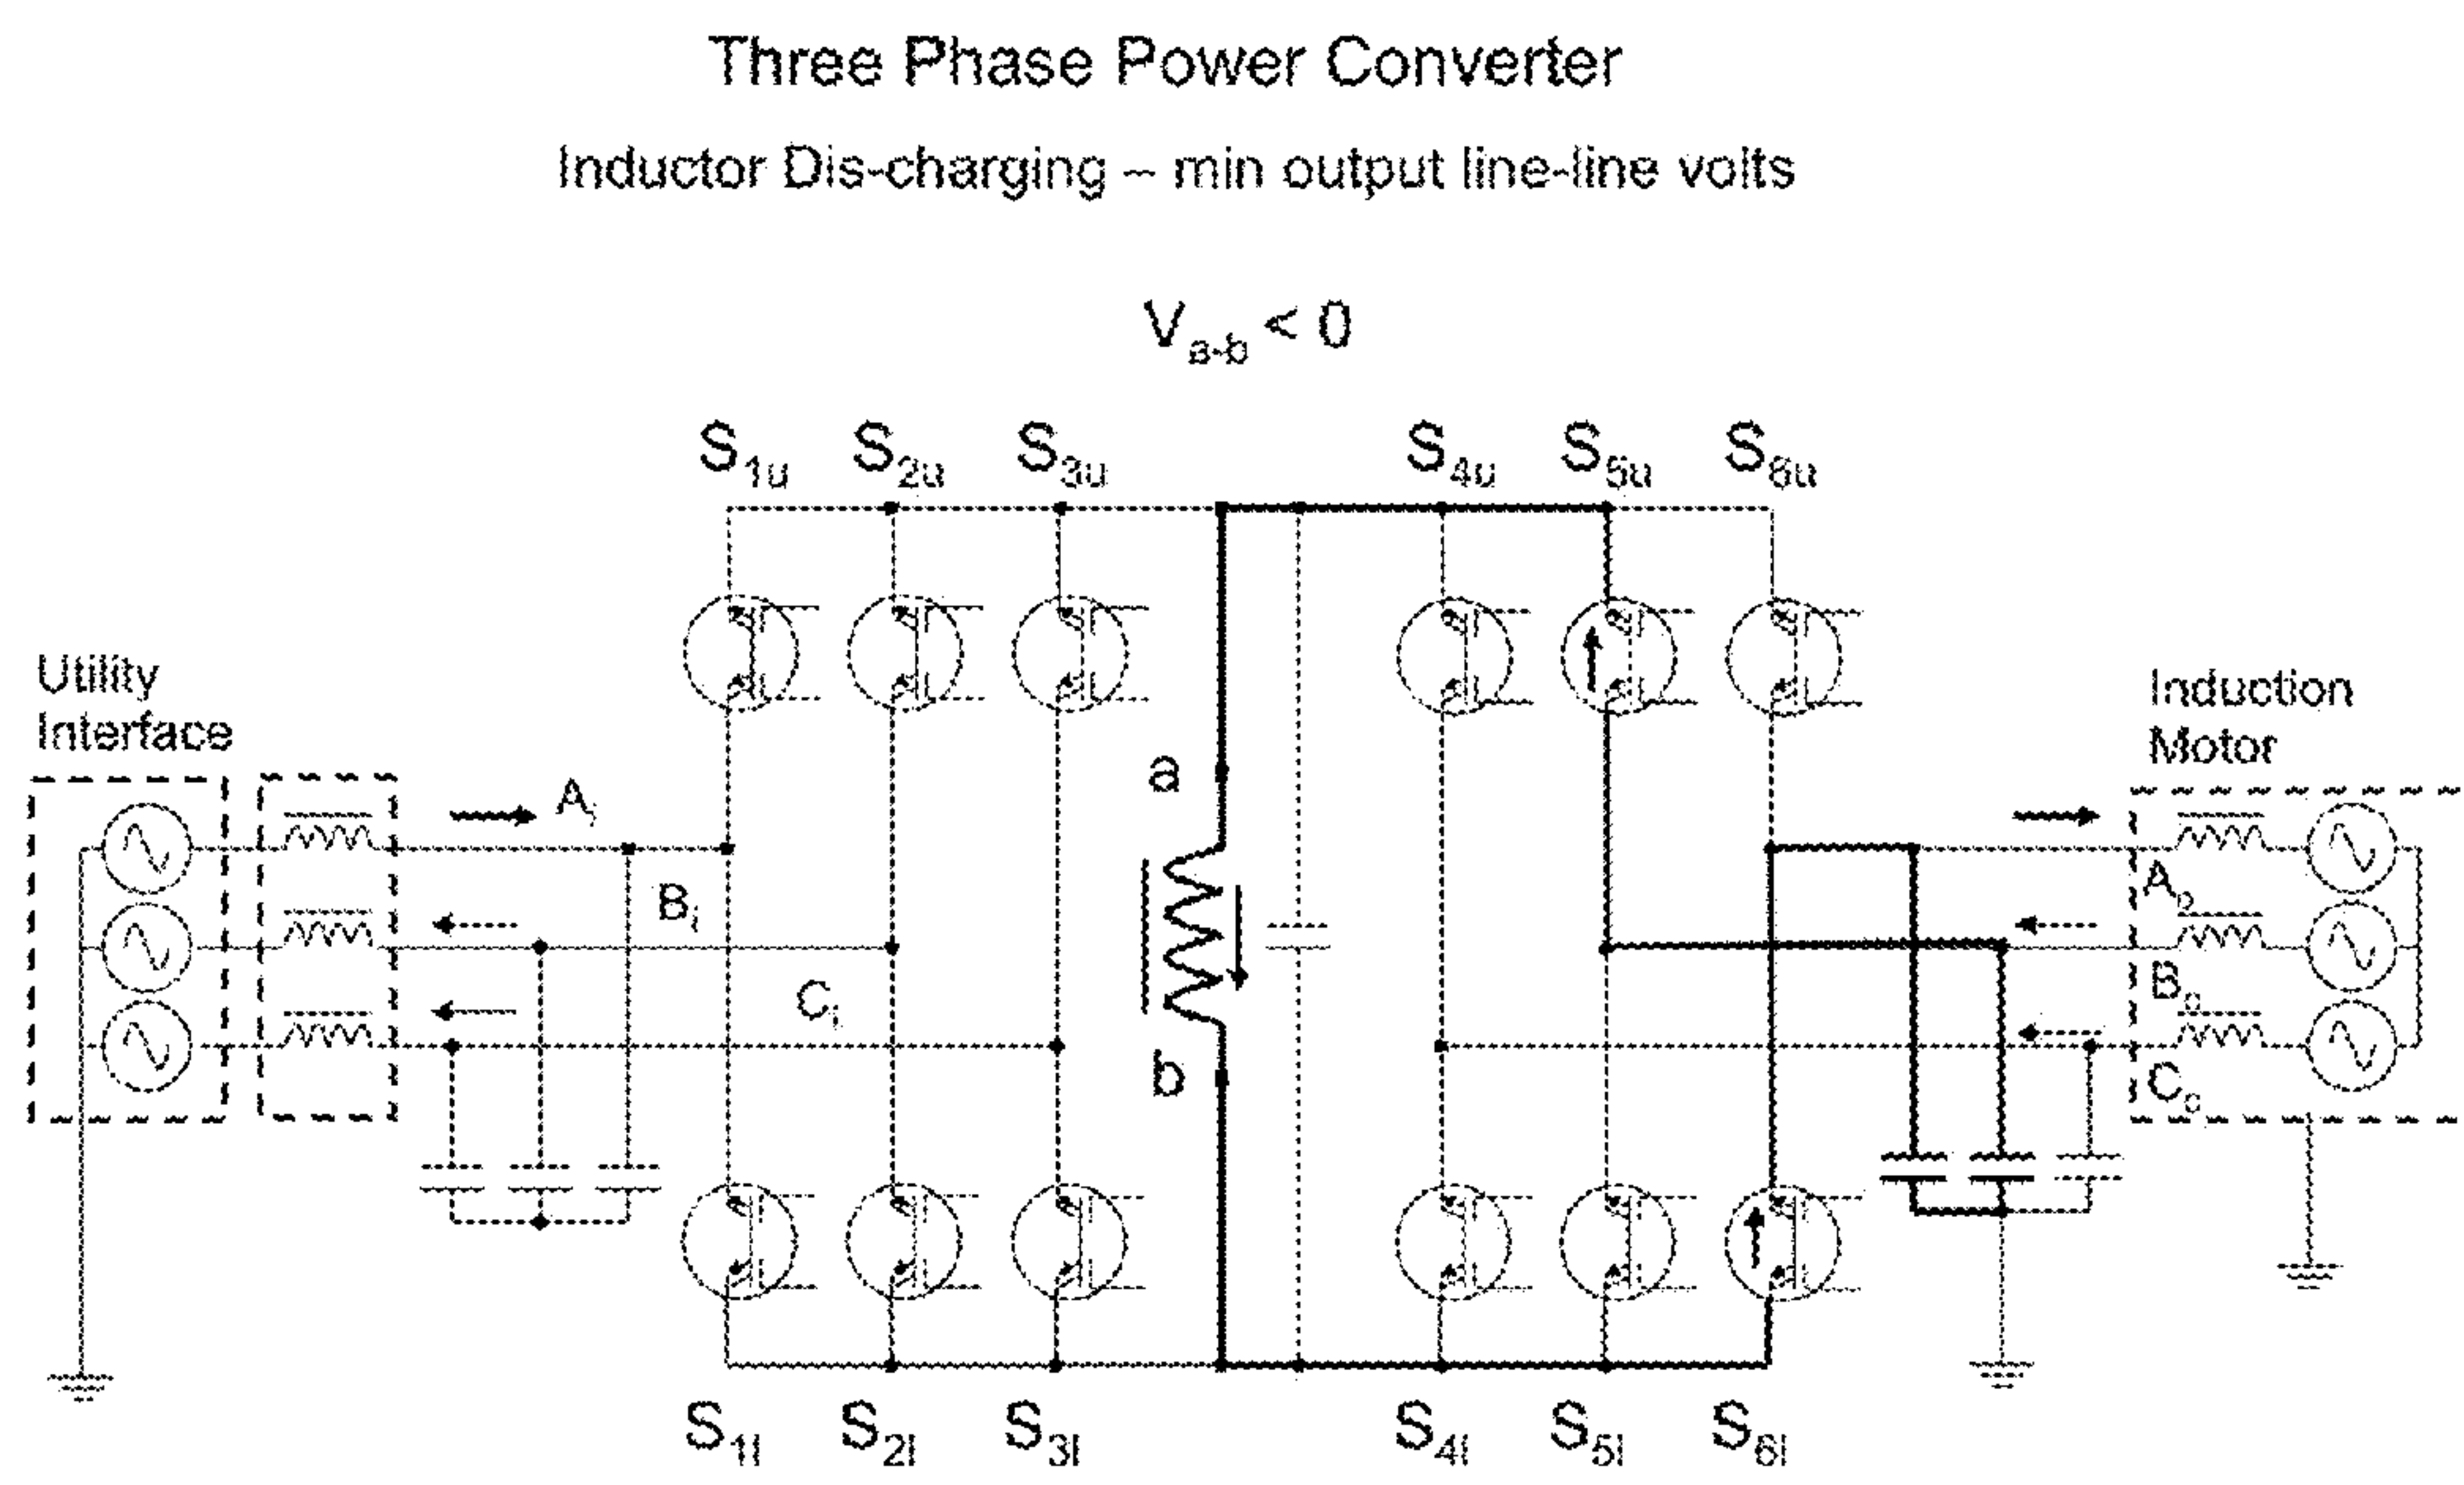 Three Phase Power Converter
Inductor Dis-charging – min output line-line volts
V a-b < 0
S1u S2u S3u S4u S5u S6u
Utility
Interface
Induction
Motor
a
Ai
Bi
Ao
Bo
Ci
b
Co
S1l S2l S3l S4l S5l S6l